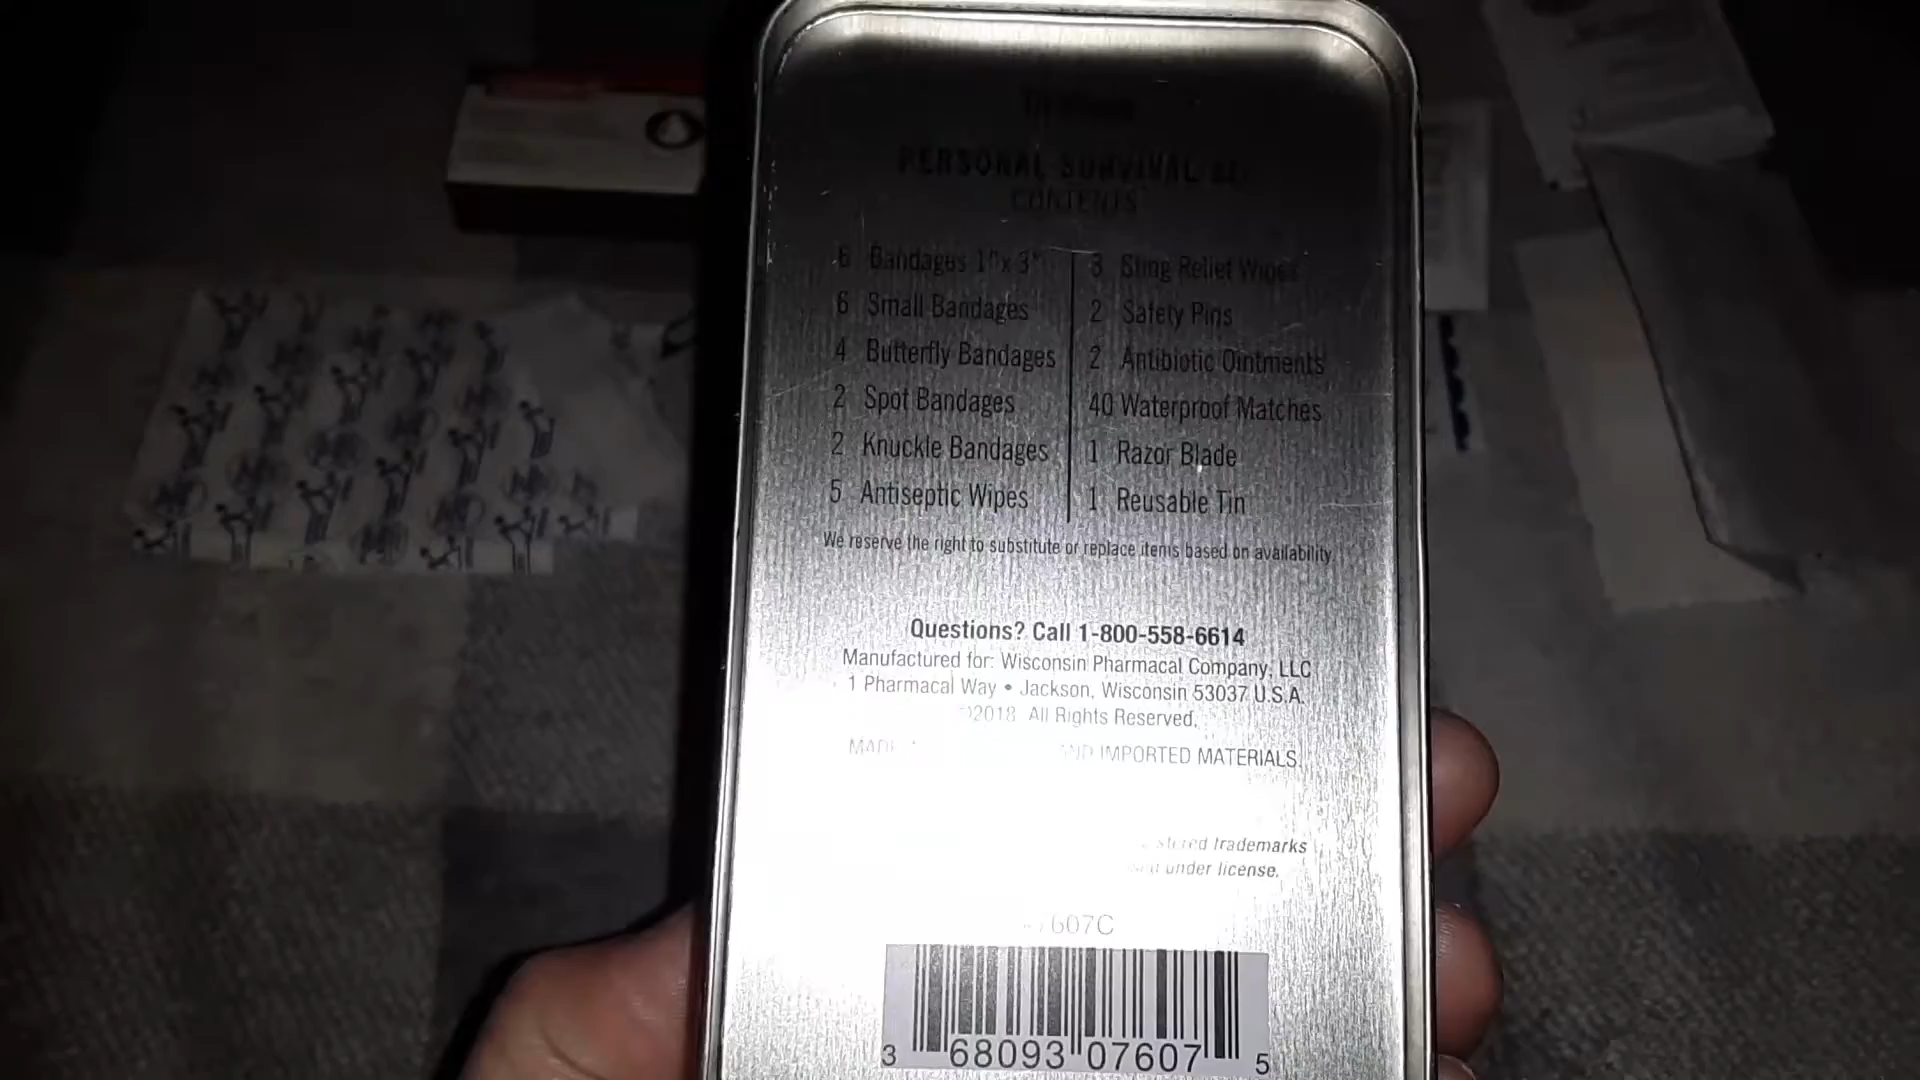 PERSONAL SURVIVAL
CONTENTS
Bandages 1"x 3"
6 Small Bandages
4 Butterfly Bandages
2 Spot Bandages
2 Knuckle Bandages
5 Antiseptic Wipes
3 Sting Relief Wipes
2 Safety Pins
2 Antibiotic Ointments
40 Waterproof Matches
1 Razor Blade
1 Reusable Tin
We reserve the right to substitute or replace items based on availability.
Questions? Call 1-800-558-6614
Manufactured for: Wisconsin Pharmacal Company, LLC
1 Pharmacal Way • Jackson, Wisconsin 53037 U.S.A.
©2018 All Rights Reserved.
IMPORTED MATERIALS.
trademarks
under license.
3 68093 07607 5